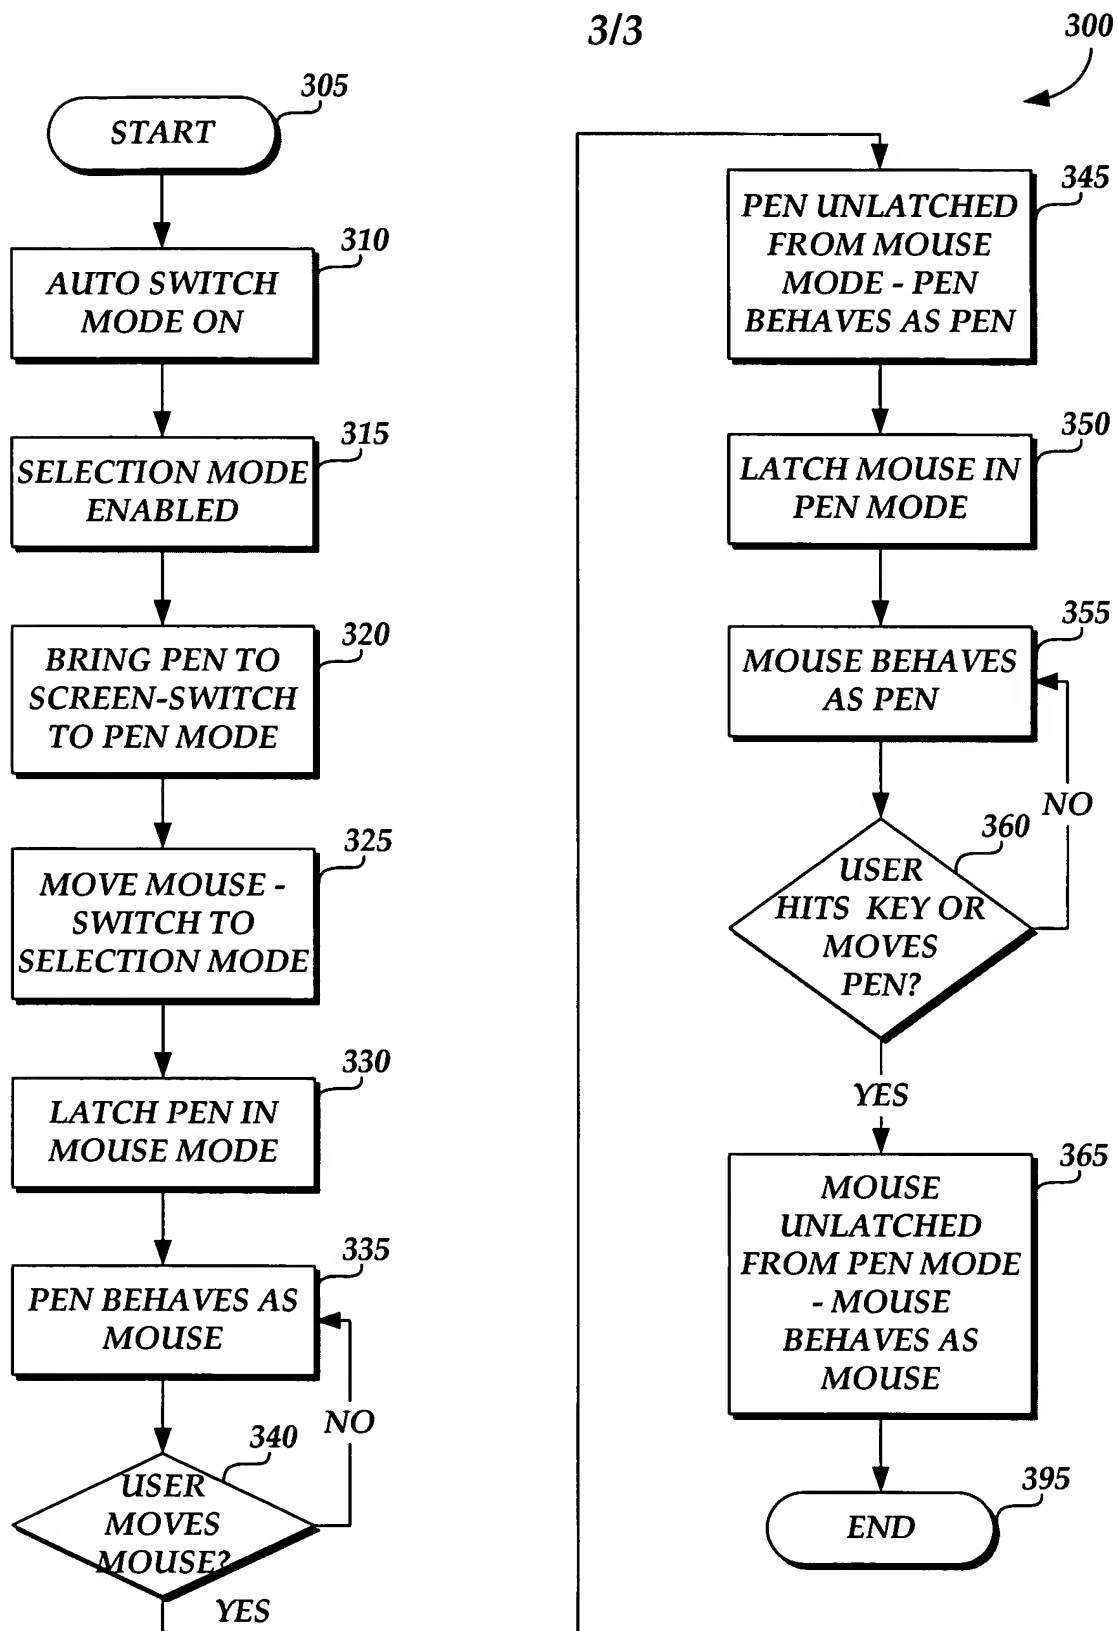 3/3
300
305
START
310
AUTO SWITCH
MODE ON
315
SELECTION MODE
ENABLED
320
BRING PEN TO
SCREEN-SWITCH
TO PEN MODE
325
MOVE MOUSE -
SWITCH TO
SELECTION MODE
330
LATCH PEN IN
MOUSE MODE
335
PEN BEHAVES AS
MOUSE
NO
340
USER
MOVES
MOUSE?
YES
345
PEN UNLATCHED
FROM MOUSE
MODE - PEN
BEHAVES AS PEN
350
LATCH MOUSE IN
PEN MODE
355
MOUSE BEHAVES
AS PEN
NO
360
USER
HITS KEY OR
MOVES
PEN?
YES
365
MOUSE
UNLATCHED
FROM PEN MODE
- MOUSE
BEHAVES AS
MOUSE
395
END